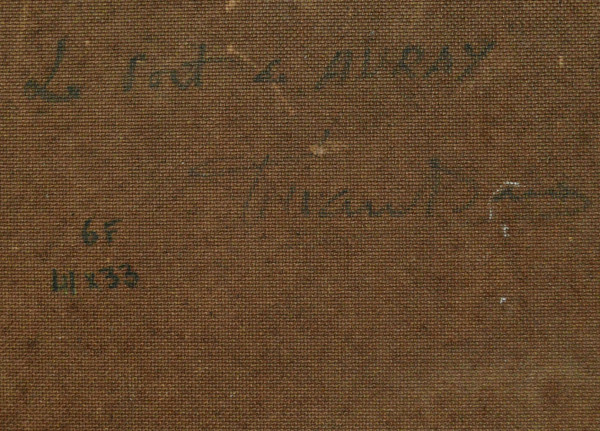 Le Port de AURAY"
6F
41x33